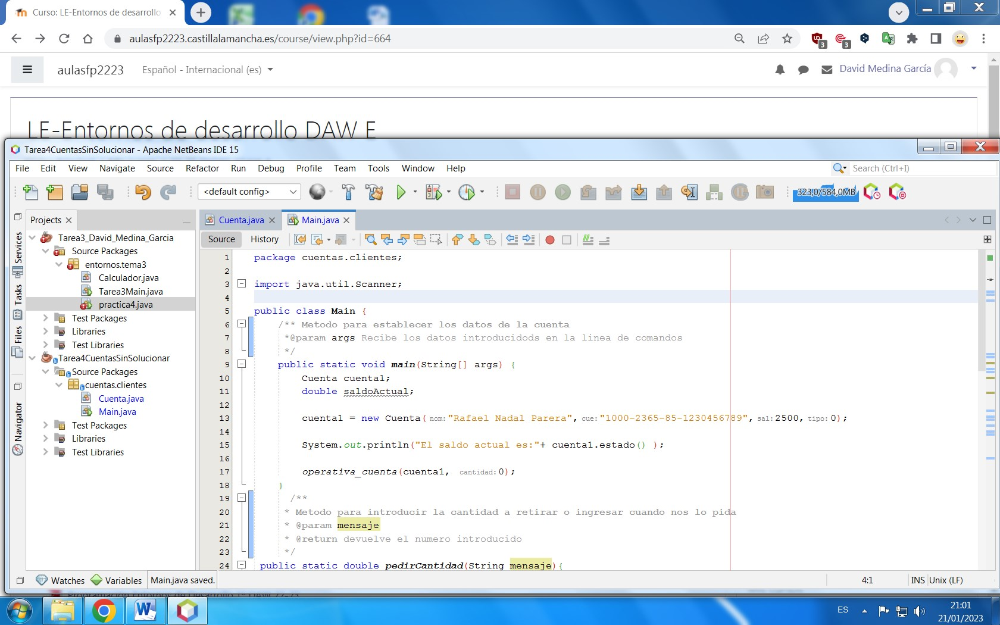 Curso: LE-Entornos de desarrollo
aulasfp2223.castillalamancha.es/course/view.php?id=664
3
3
aulasfp2223
Español - Internacional (es)
David Medina García
LE-Entornos de desarrollo DAW E
Tarea4CuentasSinSolucionar - Apache NetBeans IDE 15
File Edit View Navigate Source Refactor Run Debug Profile Team Tools Window Help
Search (Ctrl+I)
<default config>
323,0/584,0MB
Services
Tasks
Files
Navigator
Projects
Tarea3_David_Medina_Garcia
Source Packages
entornos.tema3
Calculador.java
Tarea3Main.java
practica4.java
Test Packages
Libraries
Test Libraries
Tarea4CuentasSinSolucionar
Source Packages
cuentas.clientes
Cuenta.java
Main.java
Test Packages
Libraries
Test Libraries
Cuenta.java
Main.java
Source
History
1 package cuentas.clientes;
2
3 import java.util.Scanner;
4
5 public class Main {
6 /** Metodo para establecer los datos de la cuenta
7 *@param args Recibe los datos introducidods en la linea de comandos
8 */
9 public static void main(String[] args) {
10 Cuenta cuenta1;
11 double saldoActual;
12
13 cuenta1 = new Cuenta( nom: "Rafael Nadal Parera", cue: "1000-2365-85-1230456789", sal: 2500, tipo: 0);
14
15 System.out.println("El saldo actual es:"+ cuenta1.estado() );
16
17 operativa_cuenta(cuenta1, cantidad: 0);
18 }
19 /**
20 * Metodo para introducir la cantidad a retirar o ingresar cuando nos lo pida
21 * @param mensaje
22 * @return devuelve el numero introducido
23 */
24 public static double pedirCantidad(String mensaje){
Watches
Variables
Main.java saved.
4:1
INS
Unix (LF)
ES
21:01
21/01/2023